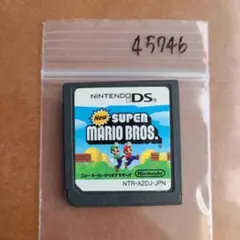 45746
NINTENDO DS
New SUPER
MARIO BROS.
ニュー・スーパーマリオブラザーズ
Nintendo
NTR-A2DJ-JPN